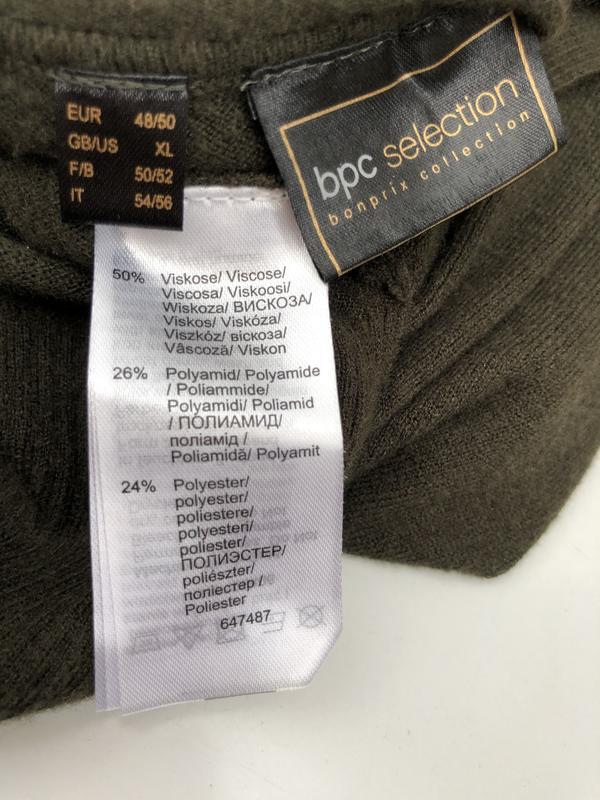 EUR 48/50
GB/US XL
F/B 50/52
IT 54/56
bpc selection
bonprix collection
50% Viskose/ Viscose/
Viscosa/ Viskoosi/
Wiskoza/ ВИСКОЗА/
Viskos/ Viskóza/
Viszkóz/ віскоза/
Vâscoză/ Viskon
26% Polyamid/ Polyamide
/ Poliammide/
Polyamidi/ Poliamid
/ ПОЛИАМИД/
поліамід /
Poliamidă/ Polyamit
24% Polyester/
polyester/
poliestere/
polyesteri/
poliester/
ПОЛИЭСТЕР/
poliészter/
поліестер /
Poliester
647487